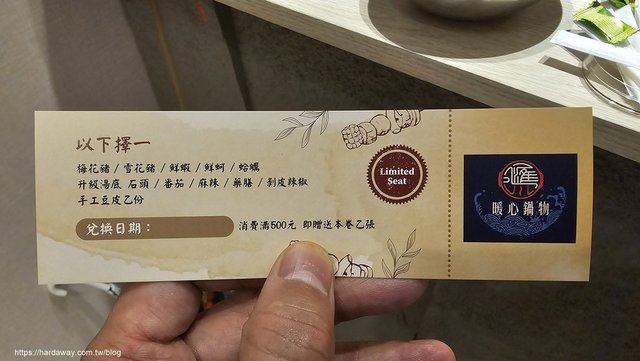 以下擇一
梅花豬 / 雪花豬 / 鮮蝦 / 鮮蚵 / 蛤蠣
升級湯底 石頭 / 番茄 / 麻辣 / 藥膳 / 剝皮辣椒
手工豆皮乙份
兌換日期：
消費滿500元 即贈送本卷乙張
Limited
Seat
暖心鍋物
https://hardaway.com.tw/blog